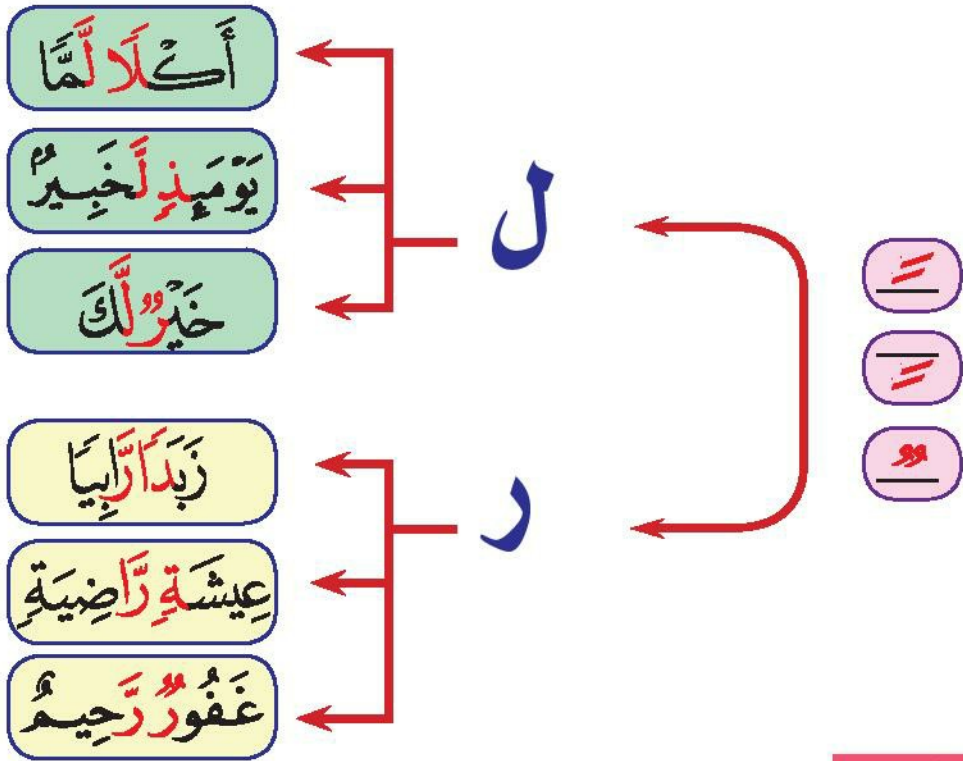 أَكْلًا لَّمًّا
يَوْمَئِذٍ لَّخَبِيرٌ
خَيْرٌ لَّكَ
ل
زَبَدًا رَّابِيًا
عِيشَةٍ رَّاضِيَةٍ
غَفُورٌ رَّحِيمٌ
ر
ـً
ـٍ
ـٌ